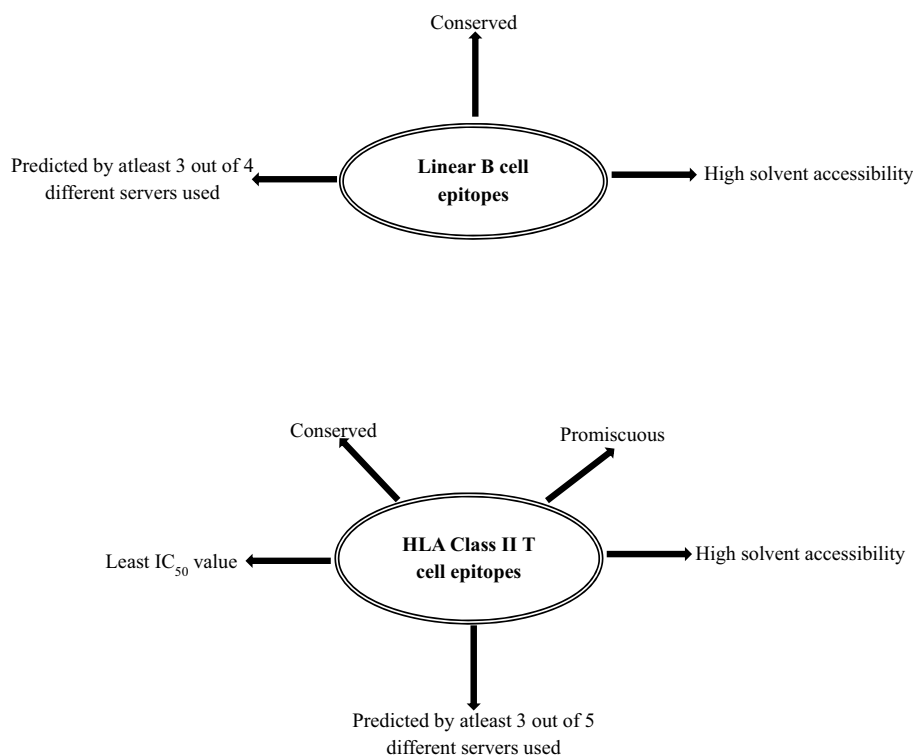 Conserved
Predicted by atleast 3 out of 4
different servers used
Linear B cell
epitopes
High solvent accessibility
Conserved
Promiscuous
Least IC50 value
HLA Class II T
cell epitopes
High solvent accessibility
Predicted by atleast 3 out of 5
different servers used